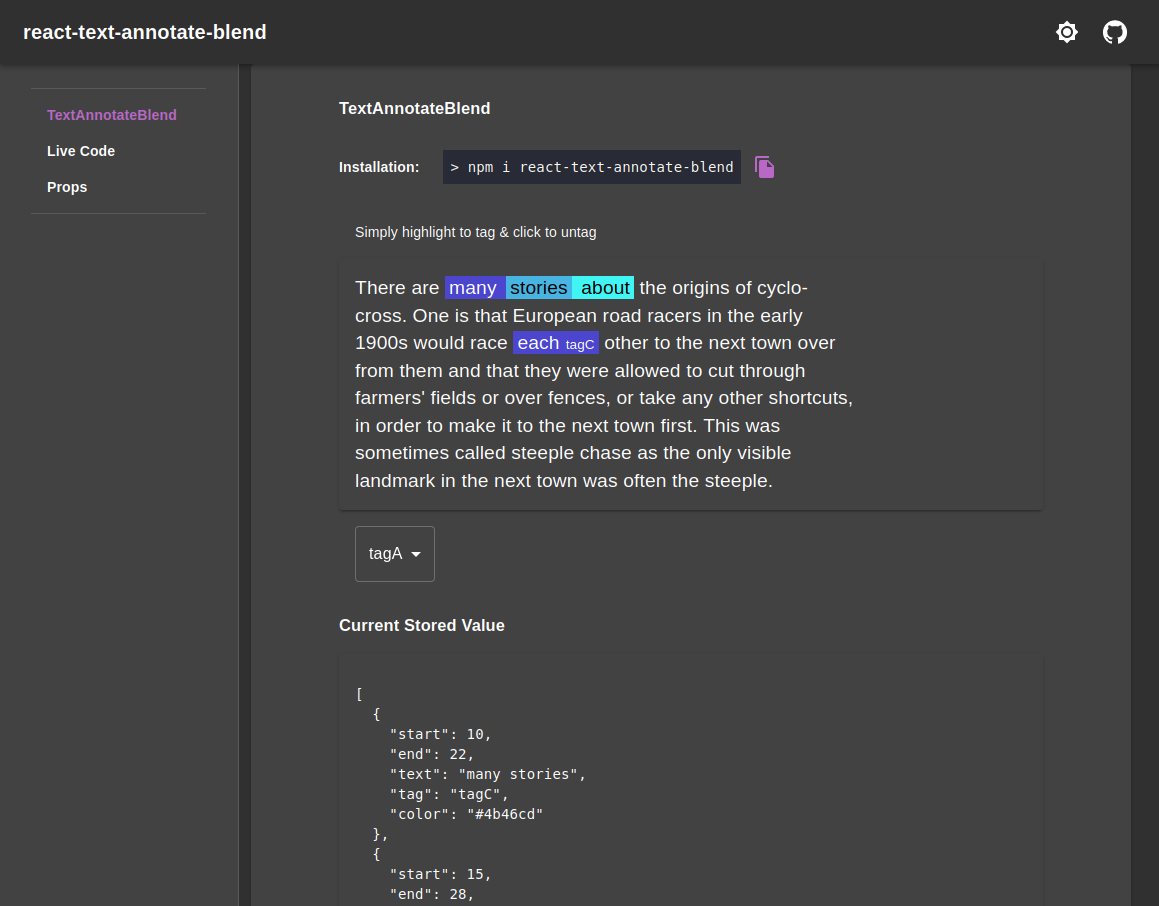 react-text-annotate-blend
TextAnnotateBlend
Live Code
Props
TextAnnotateBlend
Installation: > npm i react-text-annotate-blend
Simply highlight to tag & click to untag
There are many stories about the origins of cyclo-
cross. One is that European road racers in the early
1900s would race each tagC other to the next town over
from them and that they were allowed to cut through
farmers' fields or over fences, or take any other shortcuts,
in order to make it to the next town first. This was
sometimes called steeple chase as the only visible
landmark in the next town was often the steeple.
tagA
Current Stored Value
[
{
"start": 10,
"end": 22,
"text": "many stories",
"tag": "tagC",
"color": "#4b46cd"
},
{
"start": 15,
"end": 28,